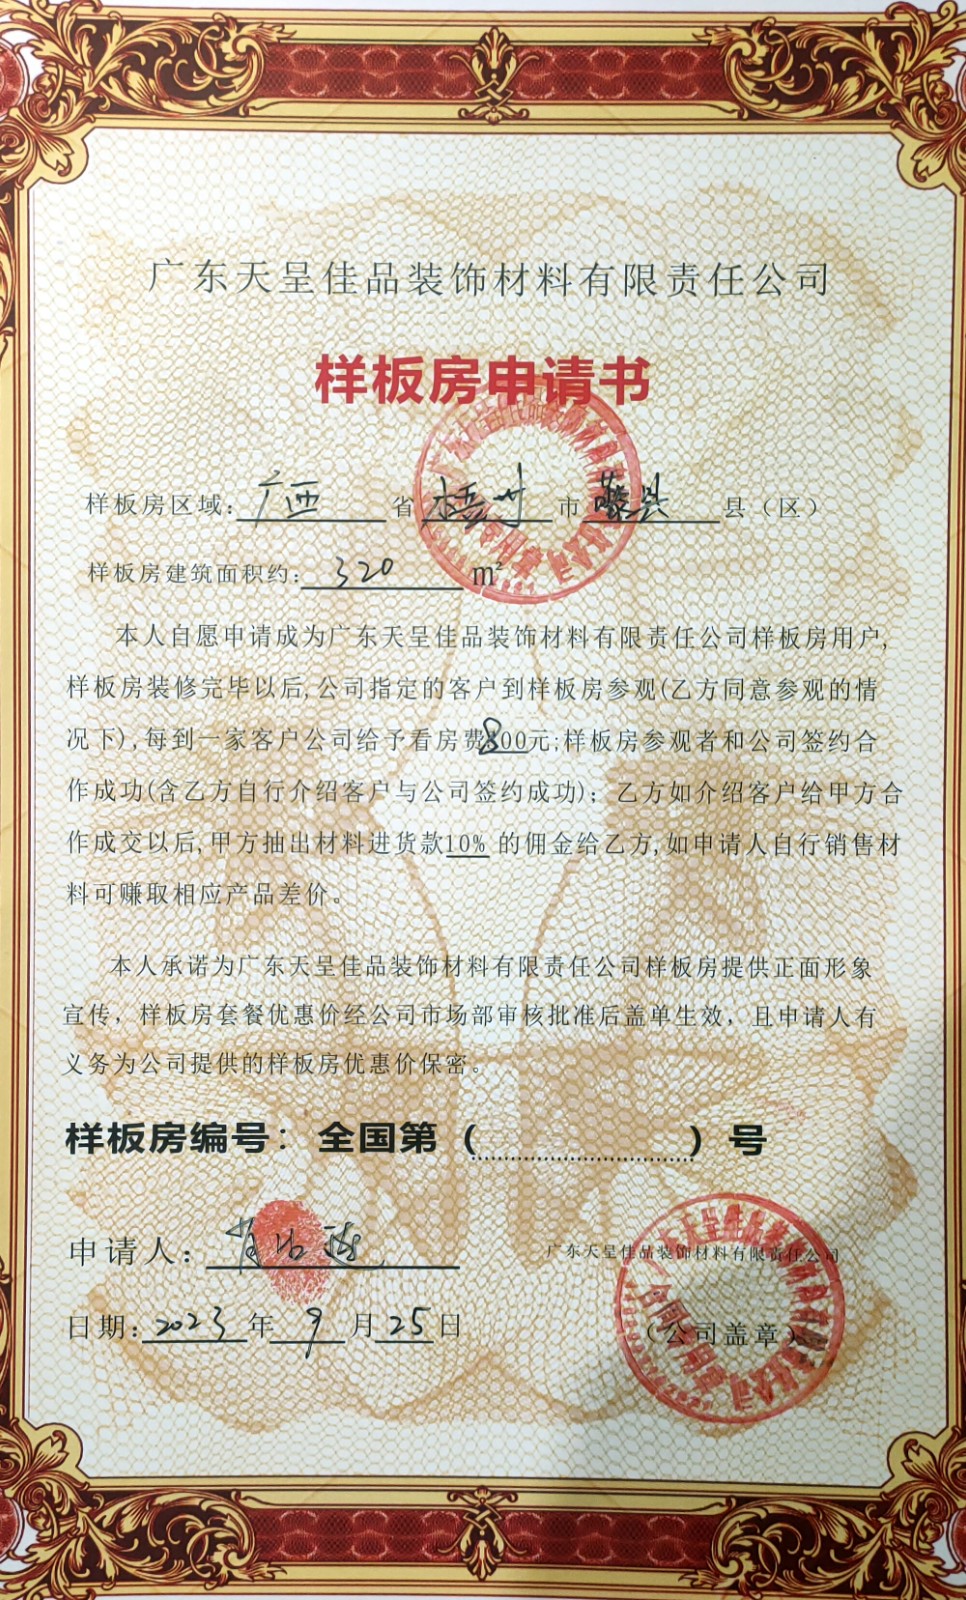 广东天呈佳品装饰材料有限责任公司
样板房申请书
样板房区域：广西省梧州市藤县县（区）
样板房建筑面积约：320 m²
本人自愿申请成为广东天呈佳品装饰材料有限责任公司样板房用户,
样板房装修完毕以后,公司指定的客户到样板房参观(乙方同意参观的情
况下),每到一家客户公司给予看房费800元;样板房参观者和公司签约合
作成功(含乙方自行介绍客户与公司签约成功)；乙方如介绍客户给甲方合
作成交以后,甲方抽出材料进货款10% 的佣金给乙方,如申请人自行销售材
料可赚取相应产品差价。
本人承诺为广东天呈佳品装饰材料有限责任公司样板房提供正面形象
宣传，样板房套餐优惠价经公司市场部审核批准后盖单生效，且申请人有
义务为公司提供的样板房优惠价保密。
样板房编号：全国第（）号
申请人：
广东天呈佳品装饰材料有限责任公司
日期：2023年9月25日
（公司盖章）